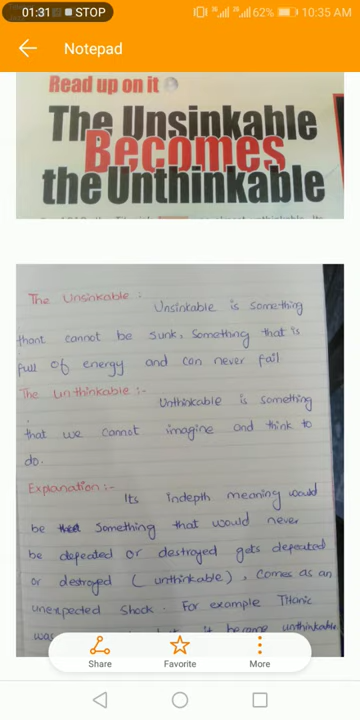 01:31 STOP 62% 10:35 AM
Notepad
Read up on it
The Unsinkable
Becomes
the Unthinkable
The Unsinkable :
Unsinkable is something
thant cannot be sunk, Something that is
full of energy and can never fail
The Unthinkable :-
Unthinkable is something
that we cannot imagine and think to
do.
Explanation :-
Its indepth meaning would
be something that would never
be defeated or destroyed gets defeated
or destroyed ( unthinkable ) , comes as an
unexpected shock. For example Titanic
was it became unthinkable
Share Favorite More